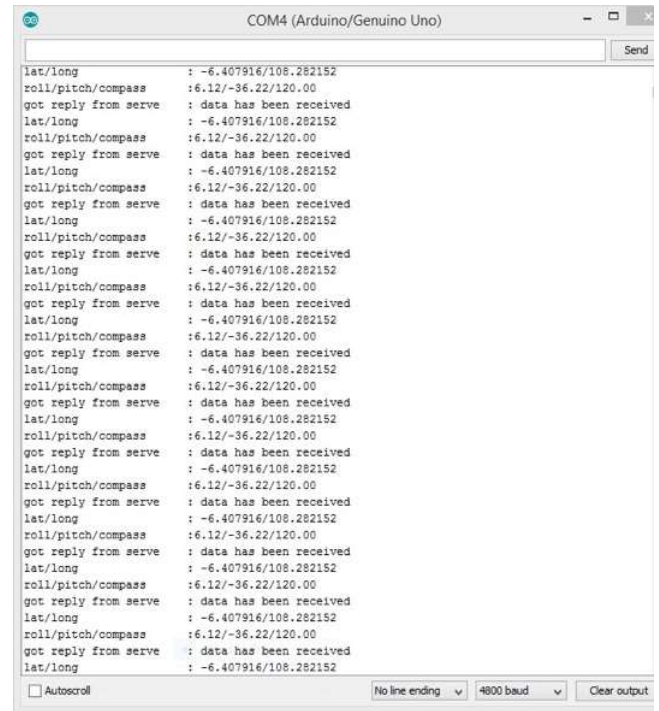 COM4 (Arduino/Genuino Uno)
Send
lat/long : -6.407916/108.282152
roll/pitch/compass :6.12/-36.22/120.00
got reply from serve : data has been received
lat/long : -6.407916/108.282152
roll/pitch/compass :6.12/-36.22/120.00
got reply from serve : data has been received
lat/long : -6.407916/108.282152
roll/pitch/compass :6.12/-36.22/120.00
got reply from serve : data has been received
lat/long : -6.407916/108.282152
roll/pitch/compass :6.12/-36.22/120.00
got reply from serve : data has been received
lat/long : -6.407916/108.282152
roll/pitch/compass :6.12/-36.22/120.00
got reply from serve : data has been received
lat/long : -6.407916/108.282152
roll/pitch/compass :6.12/-36.22/120.00
got reply from serve : data has been received
lat/long : -6.407916/108.282152
roll/pitch/compass :6.12/-36.22/120.00
got reply from serve : data has been received
lat/long : -6.407916/108.282152
roll/pitch/compass :6.12/-36.22/120.00
got reply from serve : data has been received
lat/long : -6.407916/108.282152
roll/pitch/compass :6.12/-36.22/120.00
got reply from serve : data has been received
lat/long : -6.407916/108.282152
roll/pitch/compass :6.12/-36.22/120.00
got reply from serve : data has been received
lat/long : -6.407916/108.282152
roll/pitch/compass :6.12/-36.22/120.00
got reply from serve : data has been received
lat/long : -6.407916/108.282152
roll/pitch/compass :6.12/-36.22/120.00
got reply from serve : data has been received
lat/long : -6.407916/108.282152
Autoscroll No line ending 4800 baud Clear output